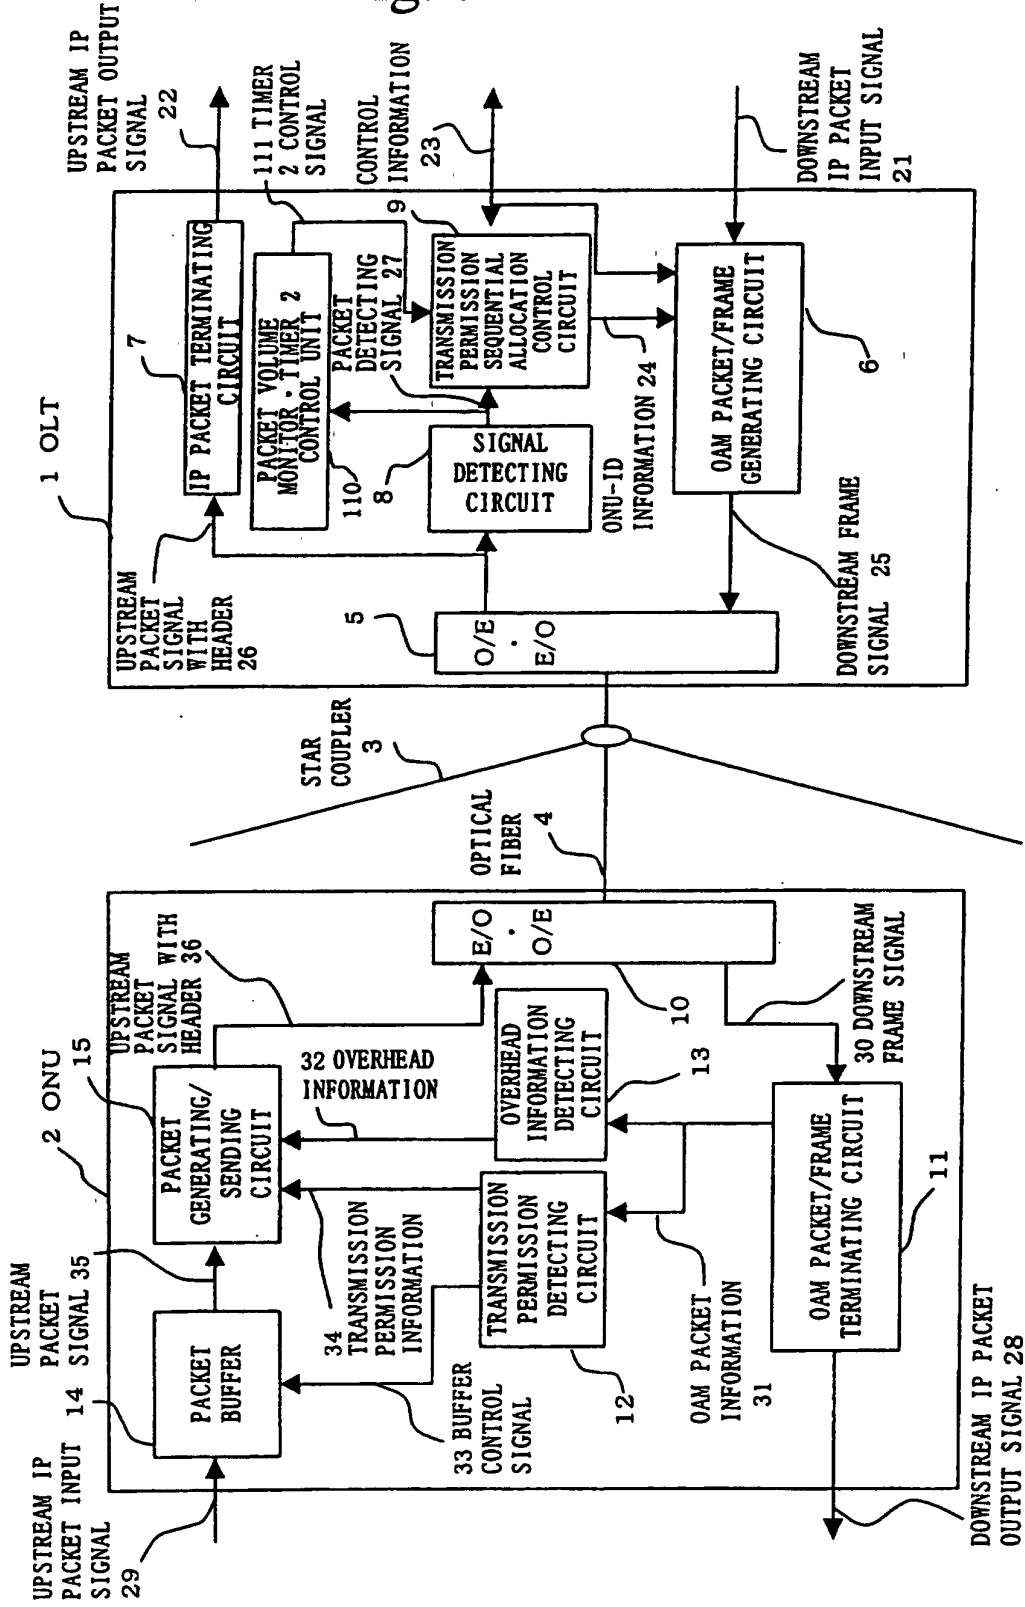 1 OLT
UPSTREAM IP
PACKET OUTPUT
SIGNAL
22
111 TIMER
2 CONTROL
SIGNAL
CONTROL
INFORMATION
23
DOWNSTREAM
IP PACKET
INPUT SIGNAL
21
7
IP PACKET TERMINATING
CIRCUIT
PACKET VOLUME
MONITOR · TIMER 2
CONTROL UNIT
110
PACKET
DETECTING
SIGNAL 27
9
TRANSMISSION
PERMISSION
SEQUENTIAL
ALLOCATION
CONTROL
CIRCUIT
8
SIGNAL
DETECTING
CIRCUIT
ONU-ID
INFORMATION 24
OAM PACKET/FRAME
GENERATING CIRCUIT
6
UPSTREAM
PACKET
SIGNAL
WITH
HEADER
26
5
O/E
·
E/O
DOWNSTREAM FRAME
SIGNAL 25
STAR
COUPLER
3
OPTICAL
FIBER
4
2 ONU
UPSTREAM
PACKET
SIGNAL WITH
HEADER 36
E/O
·
O/E
10
15
PACKET
GENERATING/
SENDING
CIRCUIT
32 OVERHEAD
INFORMATION
OVERHEAD
INFORMATION
DETECTING
CIRCUIT
13
30 DOWNSTREAM
FRAME SIGNAL
UPSTREAM
PACKET
SIGNAL 35
34
TRANSMISSION
PERMISSION
INFORMATION
TRANSMISSION
PERMISSION
DETECTING
CIRCUIT
12
OAM PACKET
INFORMATION
31
OAM PACKET/FRAME
TERMINATING CIRCUIT
11
14
PACKET
BUFFER
33 BUFFER
CONTROL
SIGNAL
UPSTREAM IP
PACKET INPUT
SIGNAL
29
DOWNSTREAM IP PACKET
OUTPUT SIGNAL 28